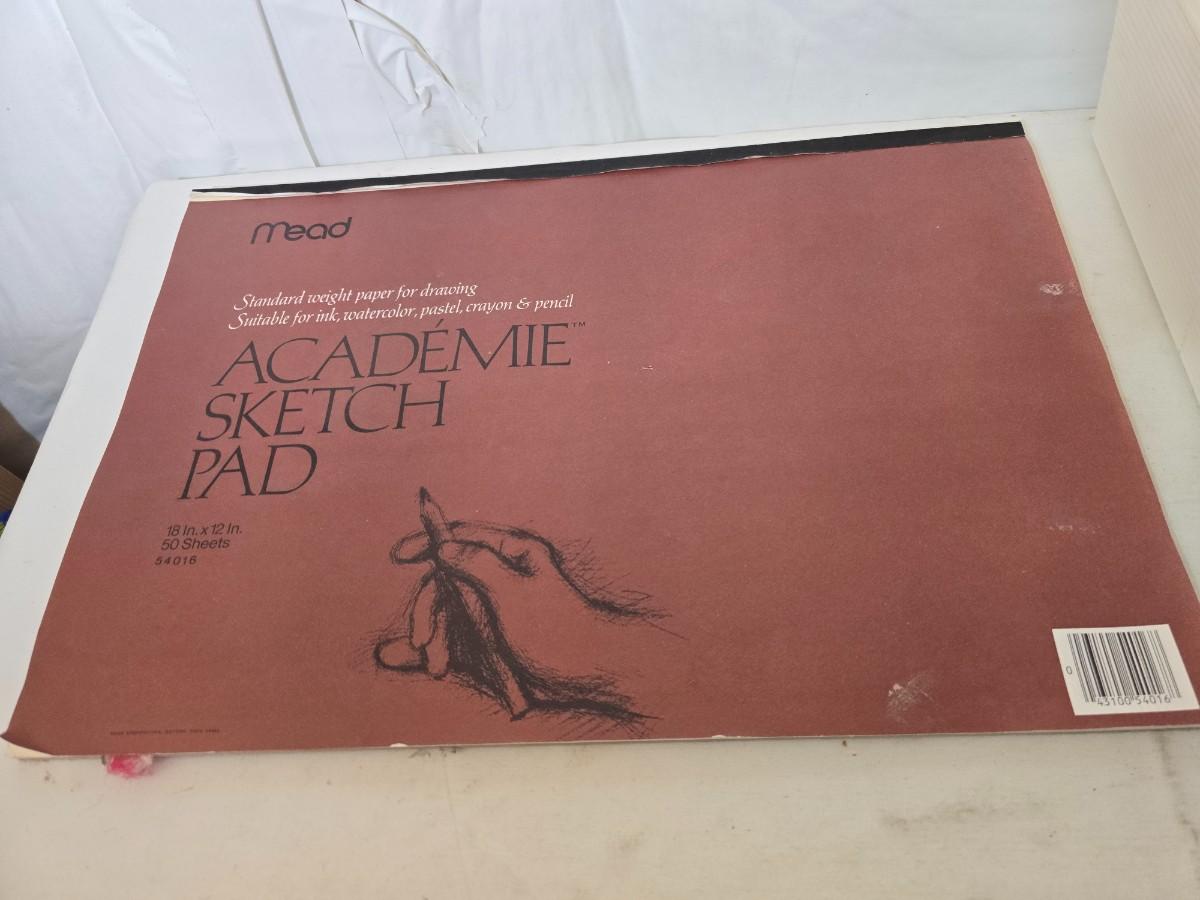 mead
Standard weight paper for drawing
Suitable for ink, watercolor, pastel, crayon & pencil
ACADÉMIE™
SKETCH
PAD
18 In. x 12 In.
50 Sheets
54016
0 43100 54016